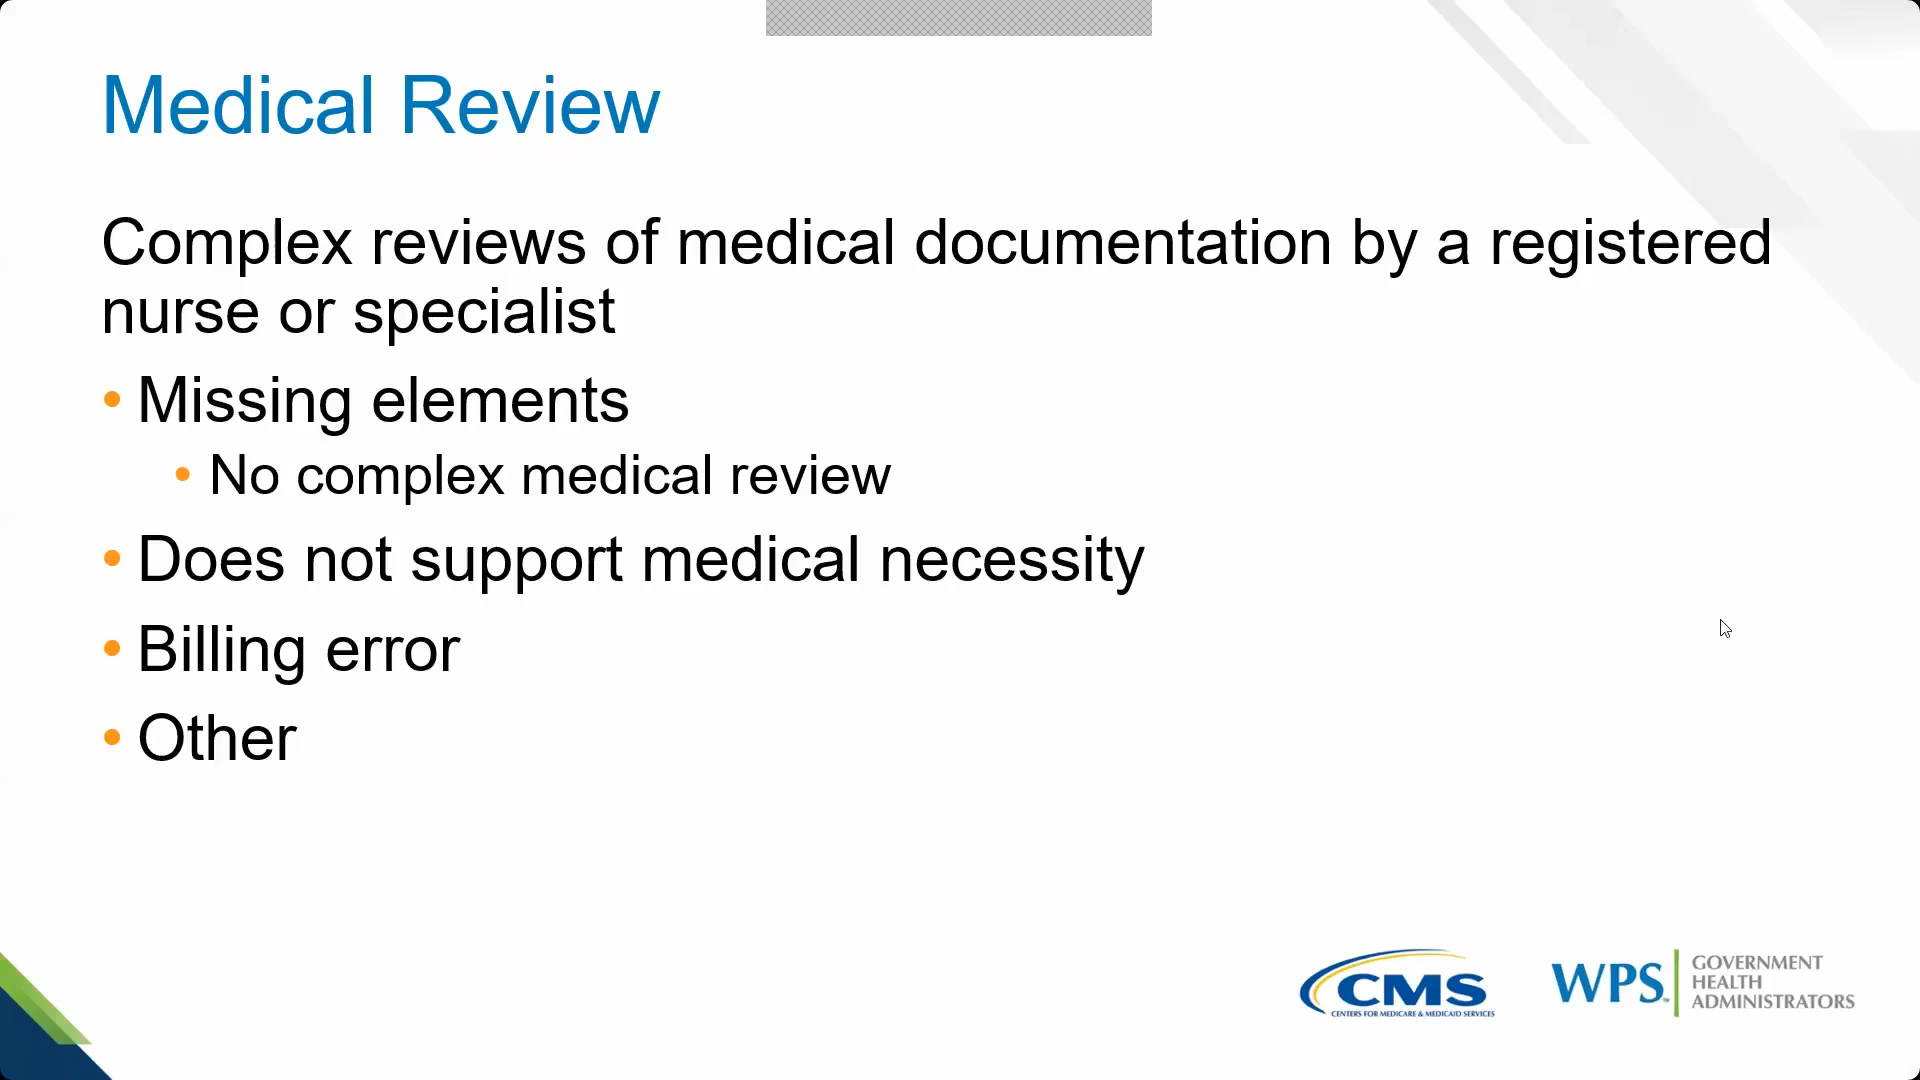 Medical Review
Complex reviews of medical documentation by a registered
nurse or specialist
• Missing elements
• No complex medical review
• Does not support medical necessity
• Billing error
• Other
CMS
CENTERS FOR MEDICARE & MEDICAID SERVICES
WPS™
GOVERNMENT
HEALTH
ADMINISTRATORS